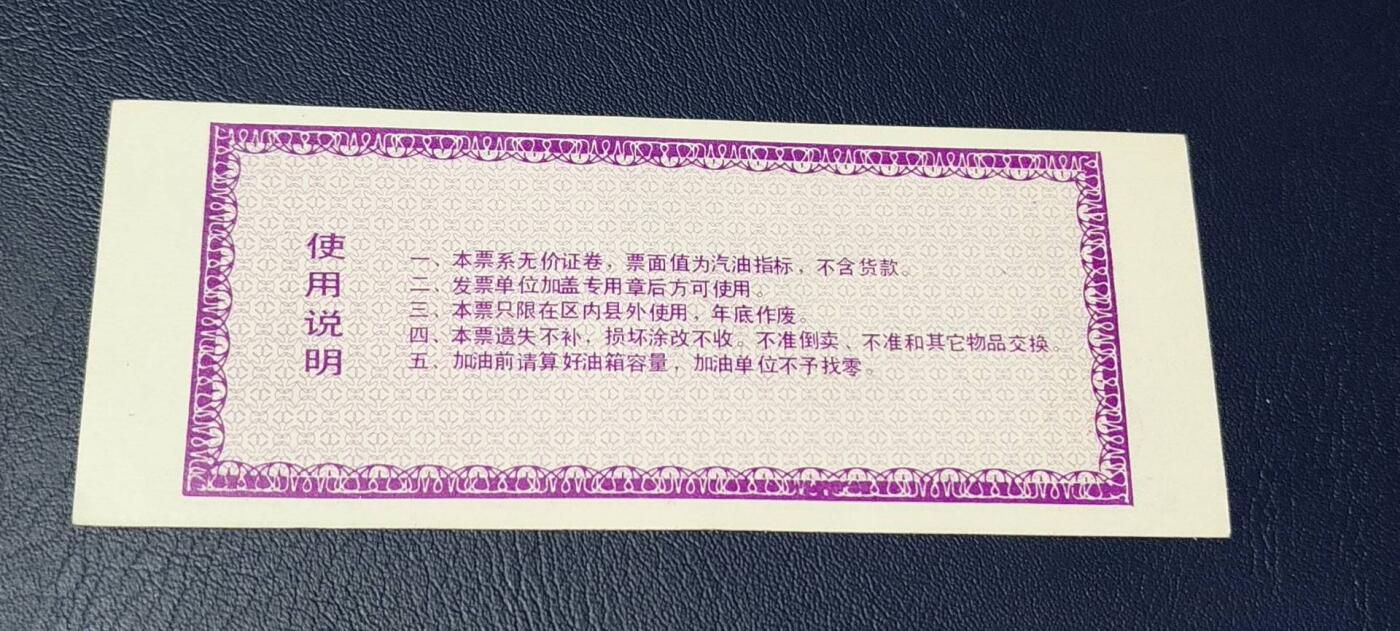 使用说明
一、本票系无价证卷，票面值为汽油指标，不含货款。
二、发票单位加盖专用章后方可使用。
三、本票只限在区内县外使用，年底作废。
四、本票遗失不补，损坏涂改不收。不准倒卖、不准和其它物品交换。
五、加油前请算好油箱容量，加油单位不予找零。